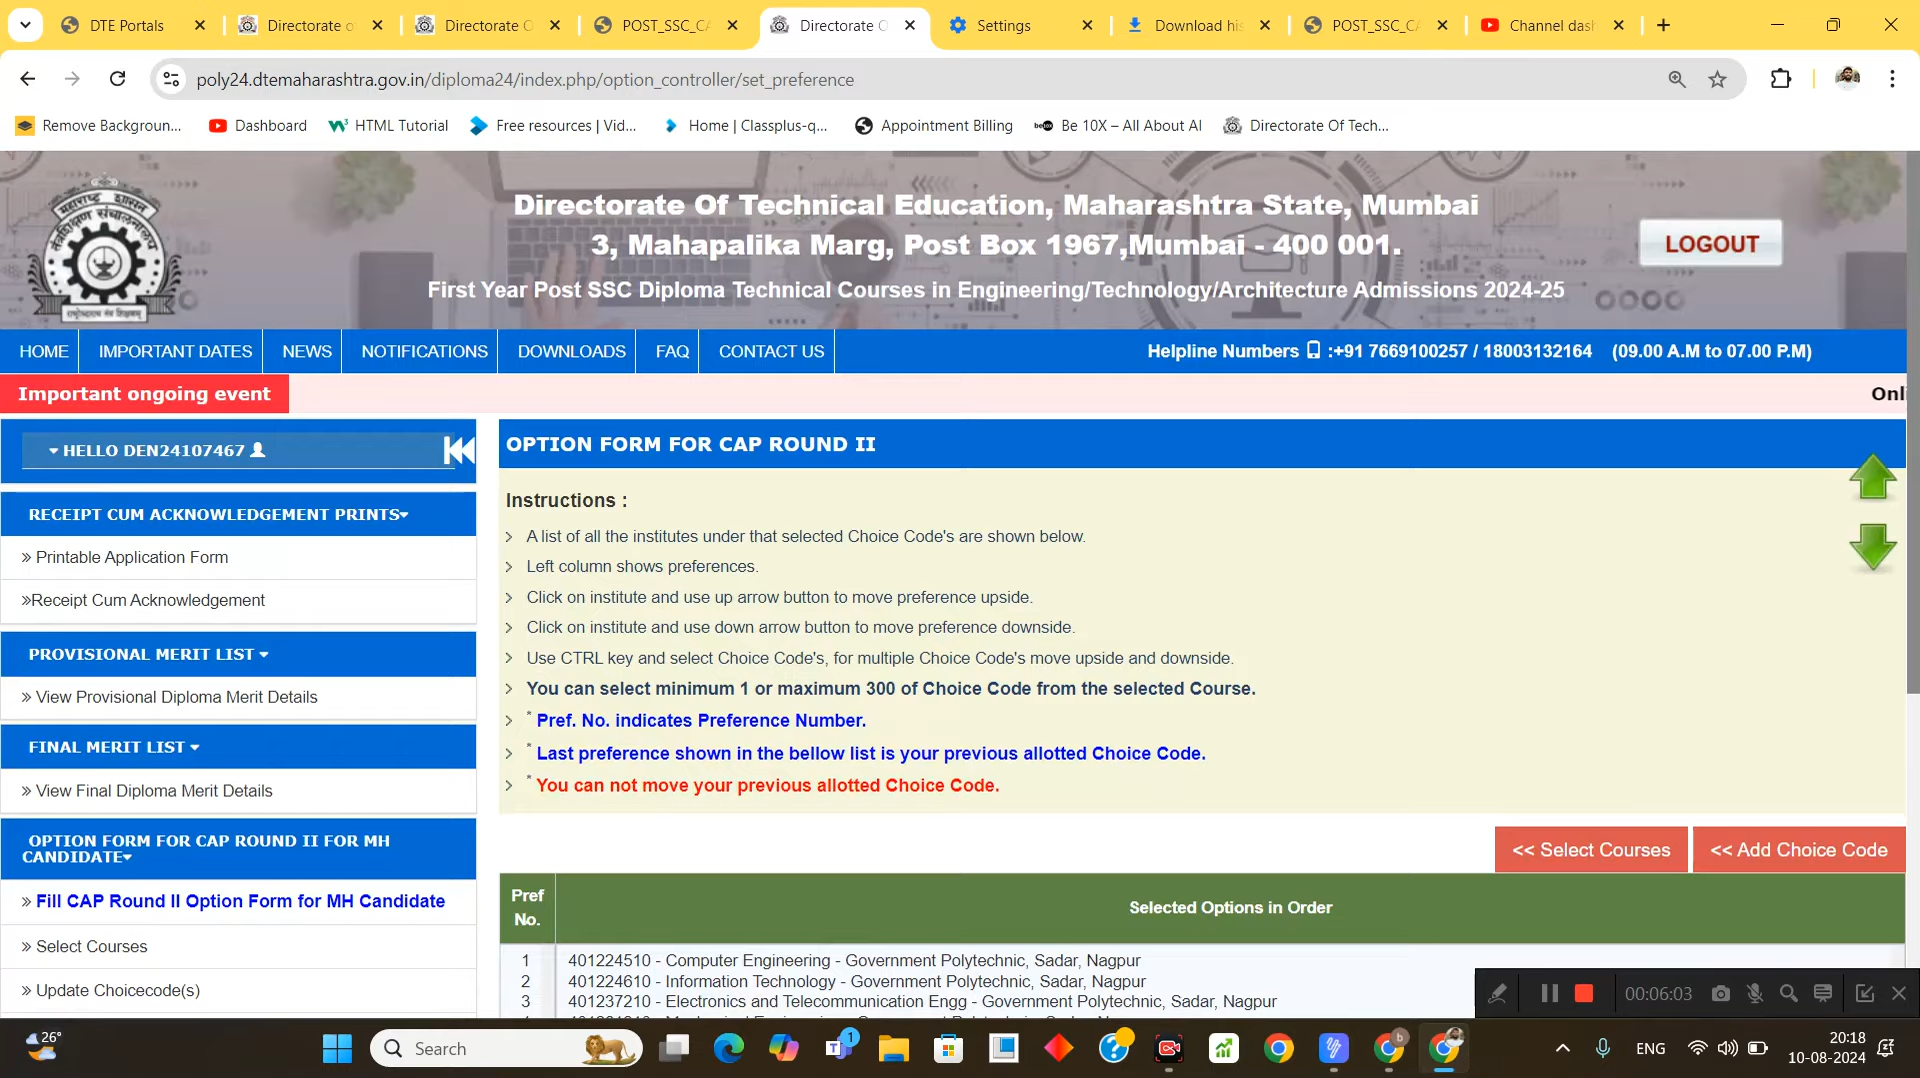 DTE Portals
Directorate o
Directorate O
POST_SSC_CA
Directorate O
Settings
Download his
POST_SSC_CA
Channel dash
poly24.dtemaharashtra.gov.in/diploma24/index.php/option_controller/set_preference
Remove Backgroun...
Dashboard
HTML Tutorial
Free resources | Vid...
Home | Classplus-q...
Appointment Billing
Be 10X – All About AI
Directorate Of Tech...
Directorate Of Technical Education, Maharashtra State, Mumbai
3, Mahapalika Marg, Post Box 1967,Mumbai - 400 001.
First Year Post SSC Diploma Technical Courses in Engineering/Technology/Architecture Admissions 2024-25
LOGOUT
HOME
IMPORTANT DATES
NEWS
NOTIFICATIONS
DOWNLOADS
FAQ
CONTACT US
Helpline Numbers :+91 7669100257 / 18003132164 (09.00 A.M to 07.00 P.M)
Important ongoing event
Onli
HELLO DEN24107467
RECEIPT CUM ACKNOWLEDGEMENT PRINTS
» Printable Application Form
»Receipt Cum Acknowledgement
PROVISIONAL MERIT LIST
» View Provisional Diploma Merit Details
FINAL MERIT LIST
» View Final Diploma Merit Details
OPTION FORM FOR CAP ROUND II FOR MH
CANDIDATE
» Fill CAP Round II Option Form for MH Candidate
» Select Courses
» Update Choicecode(s)
OPTION FORM FOR CAP ROUND II
Instructions :
A list of all the institutes under that selected Choice Code's are shown below.
Left column shows preferences.
Click on institute and use up arrow button to move preference upside.
Click on institute and use down arrow button to move preference downside.
Use CTRL key and select Choice Code's, for multiple Choice Code's move upside and downside.
You can select minimum 1 or maximum 300 of Choice Code from the selected Course.
* Pref. No. indicates Preference Number.
* Last preference shown in the bellow list is your previous allotted Choice Code.
* You can not move your previous allotted Choice Code.
<< Select Courses
<< Add Choice Code
Pref
No.
Selected Options in Order
1 401224510 - Computer Engineering - Government Polytechnic, Sadar, Nagpur
2 401224610 - Information Technology - Government Polytechnic, Sadar, Nagpur
3 401237210 - Electronics and Telecommunication Engg - Government Polytechnic, Sadar, Nagpur
00:06:03
26°
Search
1
ENG
20:18
10-08-2024